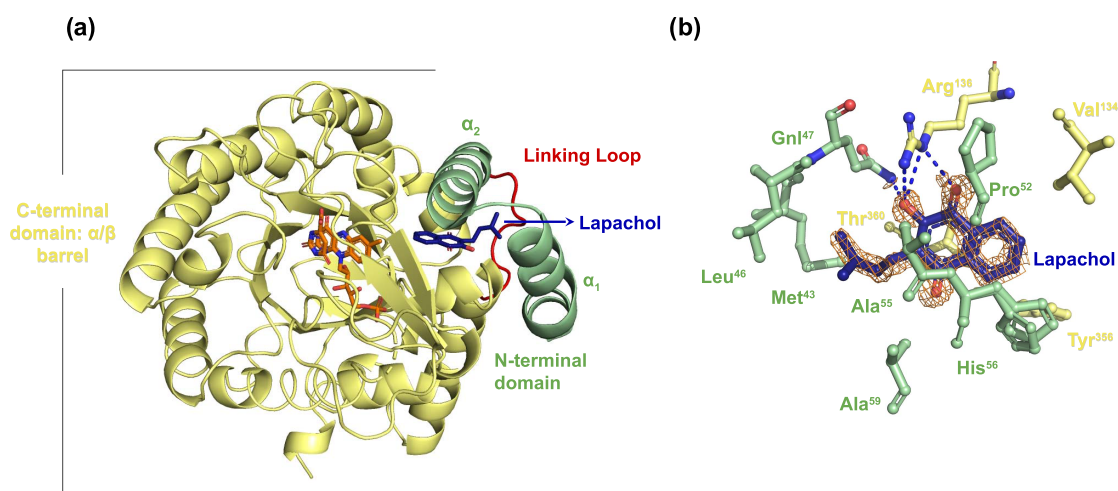 (a)
(b)
α₂
Linking Loop
Lapachol
C-terminal
domain: α/β
barrel
α₁
N-terminal
domain
Arg¹³⁶
Val¹³⁴
Gnl⁴⁷
Pro⁵²
Thr³⁶⁰
Lapachol
Leu⁴⁶
Met⁴³
Ala⁵⁵
Tyr³⁵⁶
His⁵⁶
Ala⁵⁹